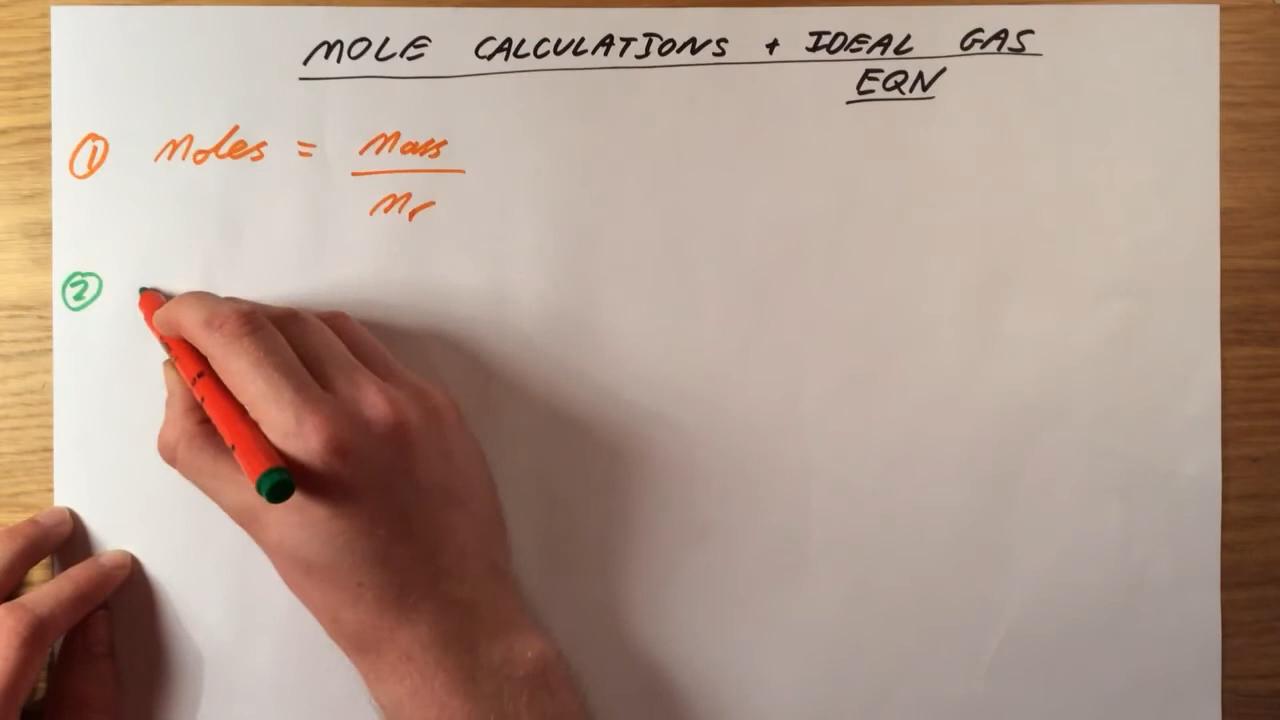 MOLE CALCULATIONS + IDEAL GAS
EQN
① Moles = Mass
Mr
②